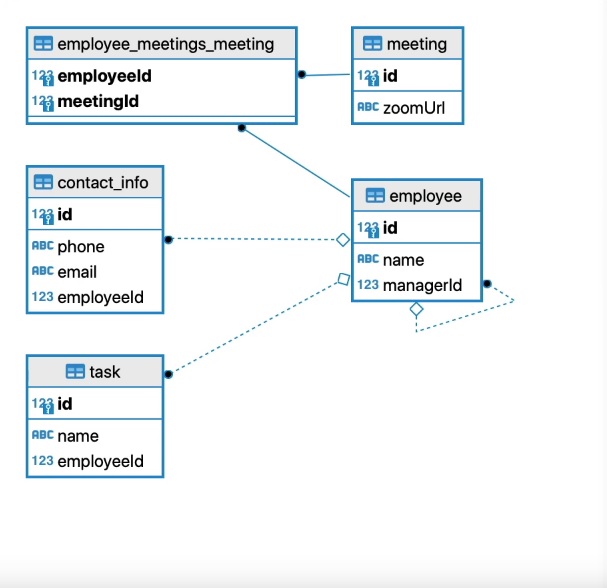 employee_meetings_meeting
123 employeeId
123 meetingId
meeting
123 id
ABC zoomUrl
contact_info
123 id
ABC phone
ABC email
123 employeeId
employee
123 id
ABC name
123 managerId
task
123 id
ABC name
123 employeeId